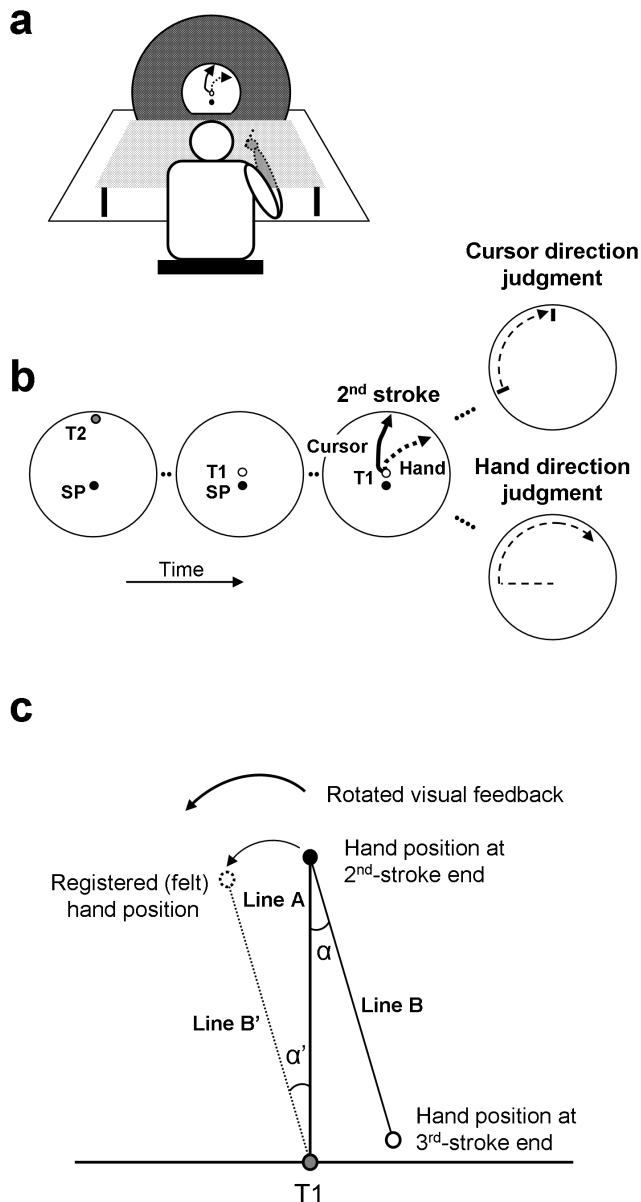 a
Cursor direction
judgment
b
2nd stroke
T2
SP
T1
SP
Cursor
Hand
T1
Hand direction
judgment
Time
c
Rotated visual feedback
Hand position at
2nd-stroke end
Registered (felt)
hand position
Line A
α
Line B
Line B’
α’
Hand position at
3rd-stroke end
T1